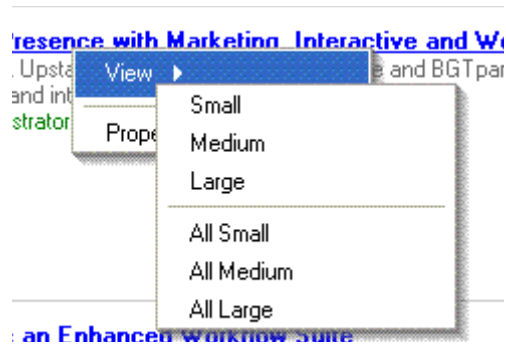 resence with Marketing, Interactive and
. Upsta e and BGTpar
and int
strator
View
Prope
Small
Medium
Large
All Small
All Medium
All Large
an Enhanced Workflow Suite